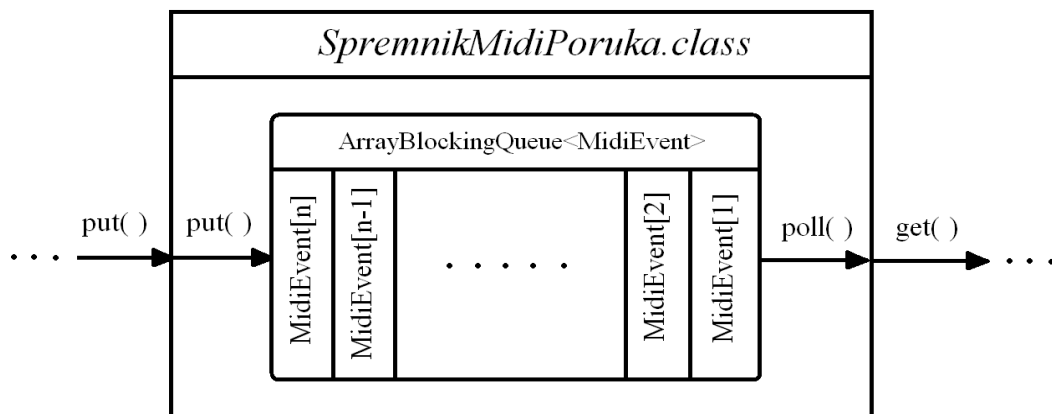 SpremnikMidiPoruka.class
ArrayBlockingQueue<MidiEvent>
. . . put( ) put( ) MidiEvent[n] MidiEvent[n-1] . . . . . MidiEvent[2] MidiEvent[1] poll( ) get( ) . . .